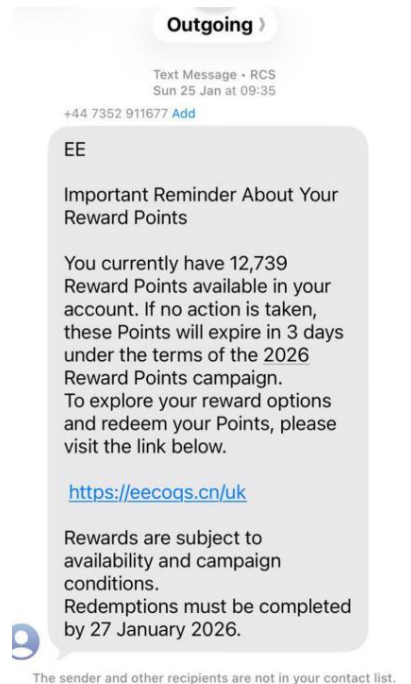 Outgoing
Text Message • RCS
Sun 25 Jan at 09:35
+44 7352 911677 Add
EE
Important Reminder About Your
Reward Points
You currently have 12,739
Reward Points available in your
account. If no action is taken,
these Points will expire in 3 days
under the terms of the 2026
Reward Points campaign.
To explore your reward options
and redeem your Points, please
visit the link below.
https://eecoqs.cn/uk
Rewards are subject to
availability and campaign
conditions.
Redemptions must be completed
by 27 January 2026.
The sender and other recipients are not in your contact list.